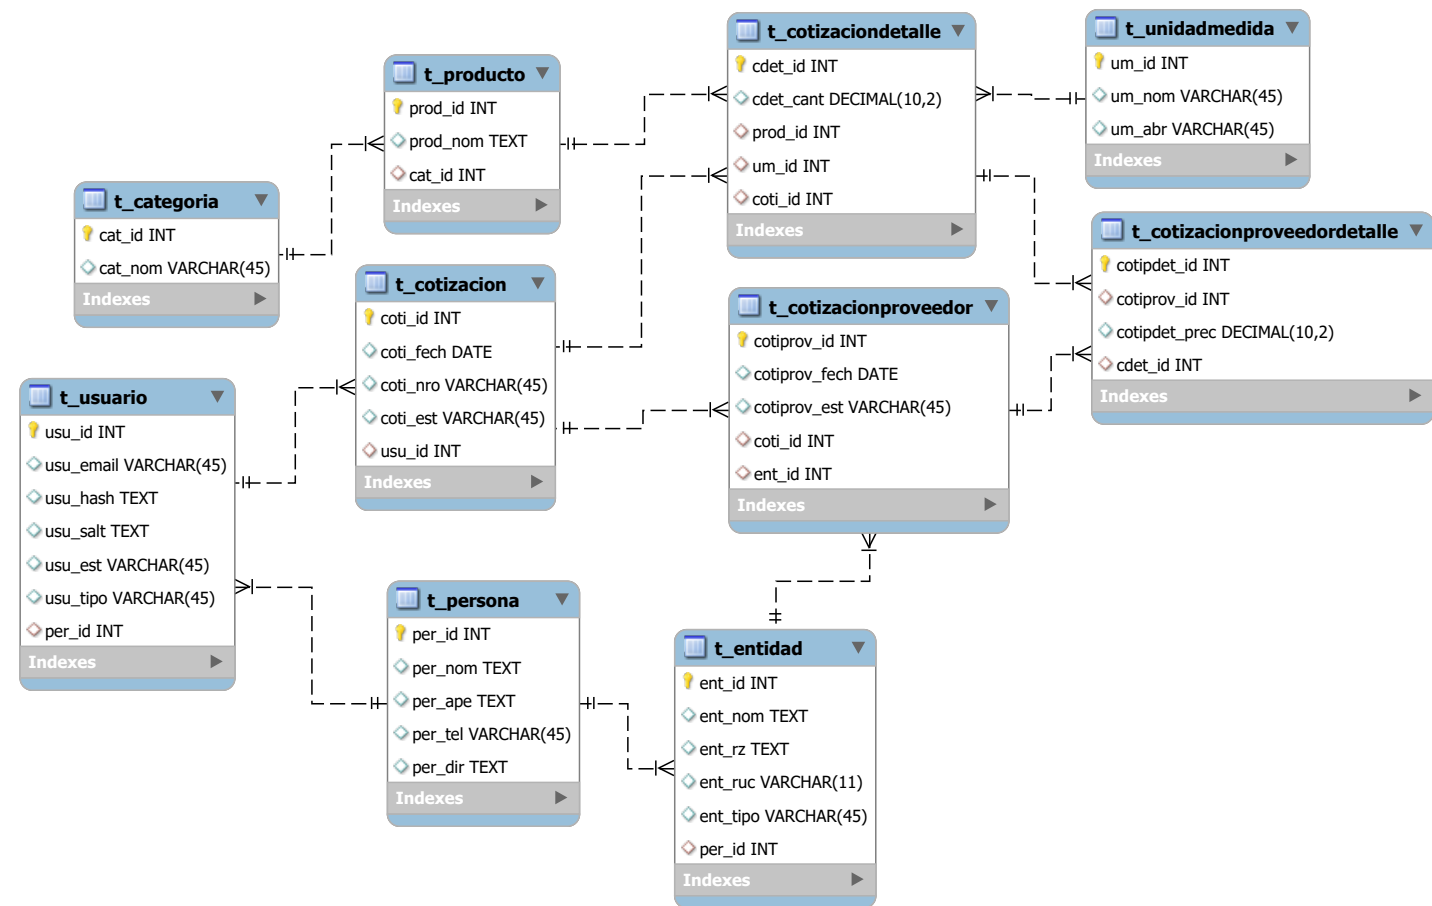 t_categoria
cat_id INT
cat_nom VARCHAR(45)
Indexes
t_producto
prod_id INT
prod_nom TEXT
cat_id INT
Indexes
t_cotizaciondetalle
cdet_id INT
cdet_cant DECIMAL(10,2)
prod_id INT
um_id INT
coti_id INT
Indexes
t_unidadmedida
um_id INT
um_nom VARCHAR(45)
um_abr VARCHAR(45)
Indexes
t_cotizacion
coti_id INT
coti_fech DATE
coti_nro VARCHAR(45)
coti_est VARCHAR(45)
usu_id INT
Indexes
t_cotizacionproveedor
cotiprov_id INT
cotiprov_fech DATE
cotiprov_est VARCHAR(45)
coti_id INT
ent_id INT
Indexes
t_cotizacionproveedordetalle
cotipdet_id INT
cotiprov_id INT
cotipdet_prec DECIMAL(10,2)
cdet_id INT
Indexes
t_usuario
usu_id INT
usu_email VARCHAR(45)
usu_hash TEXT
usu_salt TEXT
usu_est VARCHAR(45)
usu_tipo VARCHAR(45)
per_id INT
Indexes
t_persona
per_id INT
per_nom TEXT
per_ape TEXT
per_tel VARCHAR(45)
per_dir TEXT
Indexes
t_entidad
ent_id INT
ent_nom TEXT
ent_rz TEXT
ent_ruc VARCHAR(11)
ent_tipo VARCHAR(45)
per_id INT
Indexes